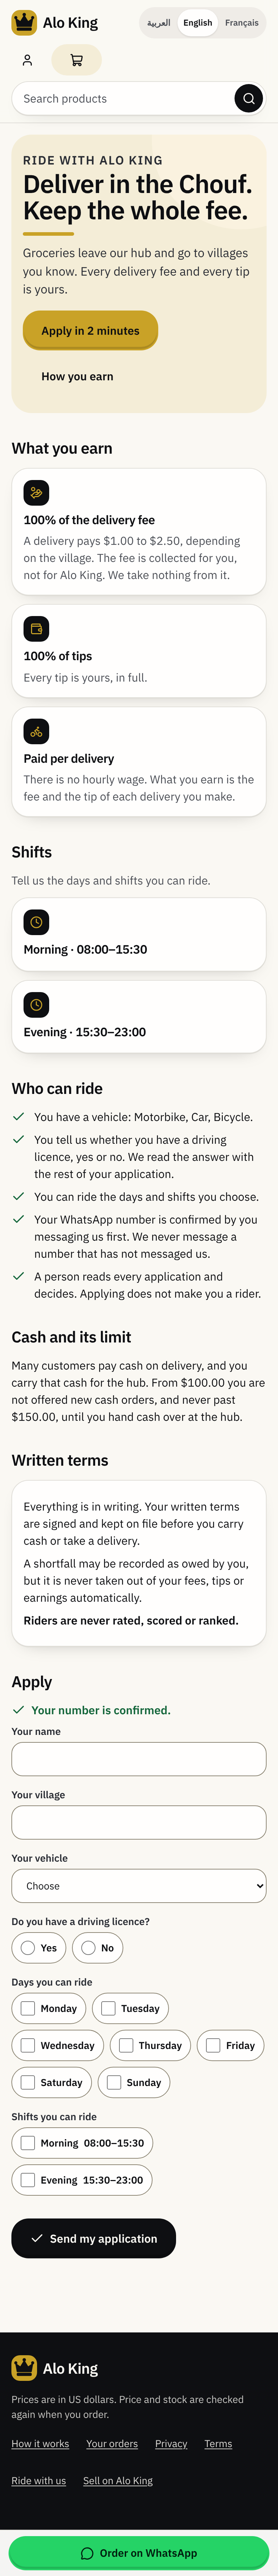 Alo King
العربية
English
Français
Search products
RIDE WITH ALO KING
Deliver in the Chouf.
Keep the whole fee.
Groceries leave our hub and go to villages
you know. Every delivery fee and every tip
is yours.
Apply in 2 minutes
How you earn
What you earn
100% of the delivery fee
A delivery pays $1.00 to $2.50, depending
on the village. The fee is collected for you,
not for Alo King. We take nothing from it.
100% of tips
Every tip is yours, in full.
Paid per delivery
There is no hourly wage. What you earn is the
fee and the tip of each delivery you make.
Shifts
Tell us the days and shifts you can ride.
Morning · 08:00–15:30
Evening · 15:30–23:00
Who can ride
You have a vehicle: Motorbike, Car, Bicycle.
You tell us whether you have a driving
licence, yes or no. We read the answer with
the rest of your application.
You can ride the days and shifts you choose.
Your WhatsApp number is confirmed by you
messaging us first. We never message a
number that has not messaged us.
A person reads every application and
decides. Applying does not make you a rider.
Cash and its limit
Many customers pay cash on delivery, and you
carry that cash for the hub. From $100.00 you are
not offered new cash orders, and never past
$150.00, until you hand cash over at the hub.
Written terms
Everything is in writing. Your written terms
are signed and kept on file before you carry
cash or take a delivery.
A shortfall may be recorded as owed by you,
but it is never taken out of your fees, tips or
earnings automatically.
Riders are never rated, scored or ranked.
Apply
Your number is confirmed.
Your name
Your village
Your vehicle
Choose
Do you have a driving licence?
Yes
No
Days you can ride
Monday
Tuesday
Wednesday
Thursday
Friday
Saturday
Sunday
Shifts you can ride
Morning 08:00–15:30
Evening 15:30–23:00
Send my application
Alo King
Prices are in US dollars. Price and stock are checked
again when you order.
How it works
Your orders
Privacy
Terms
Ride with us
Sell on Alo King
Order on WhatsApp